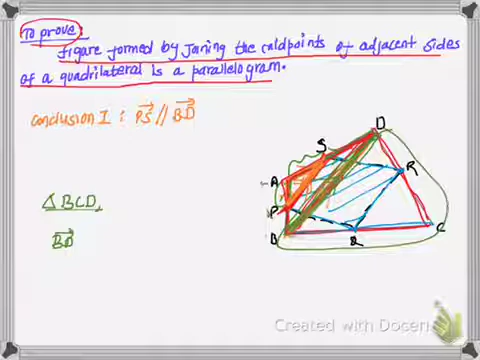 To prove:
figure formed by joining the midpoints of adjacent sides
of a quadrilateral is a parallelogram.
Conclusion I : PS // BD
D
S
A
R
△ BCD,
P
BD
B
Q
C
Created with Doceri